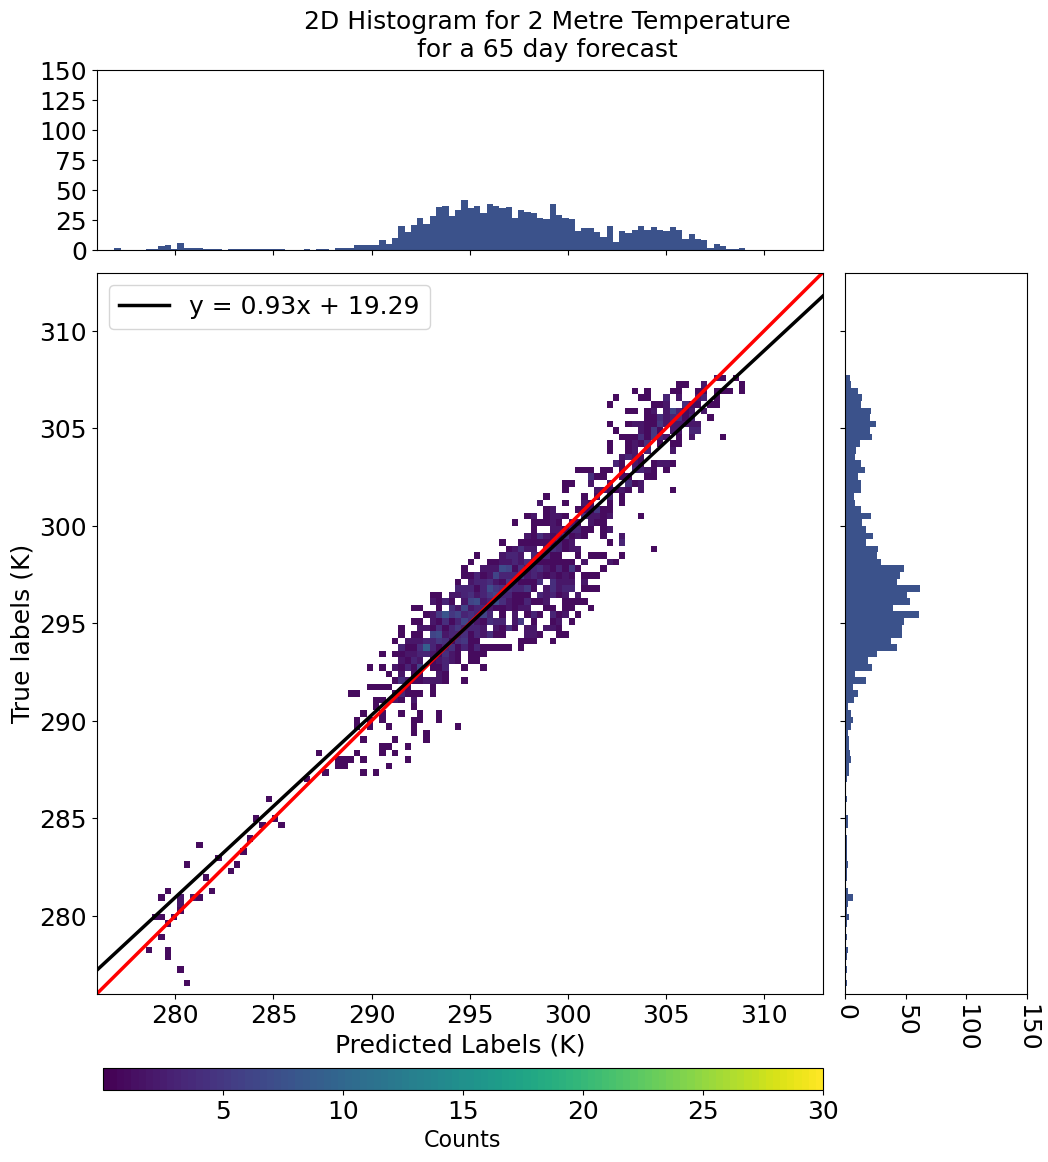 2D Histogram for 2 Metre Temperature
for a 65 day forecast
150
125
100
75
50
25
0
y = 0.93x + 19.29
310
305
300
295
290
285
280
True labels (K)
280 285 290 295 300 305 310
Predicted Labels (K)
0 50 100 150
5 10 15 20 25 30
Counts